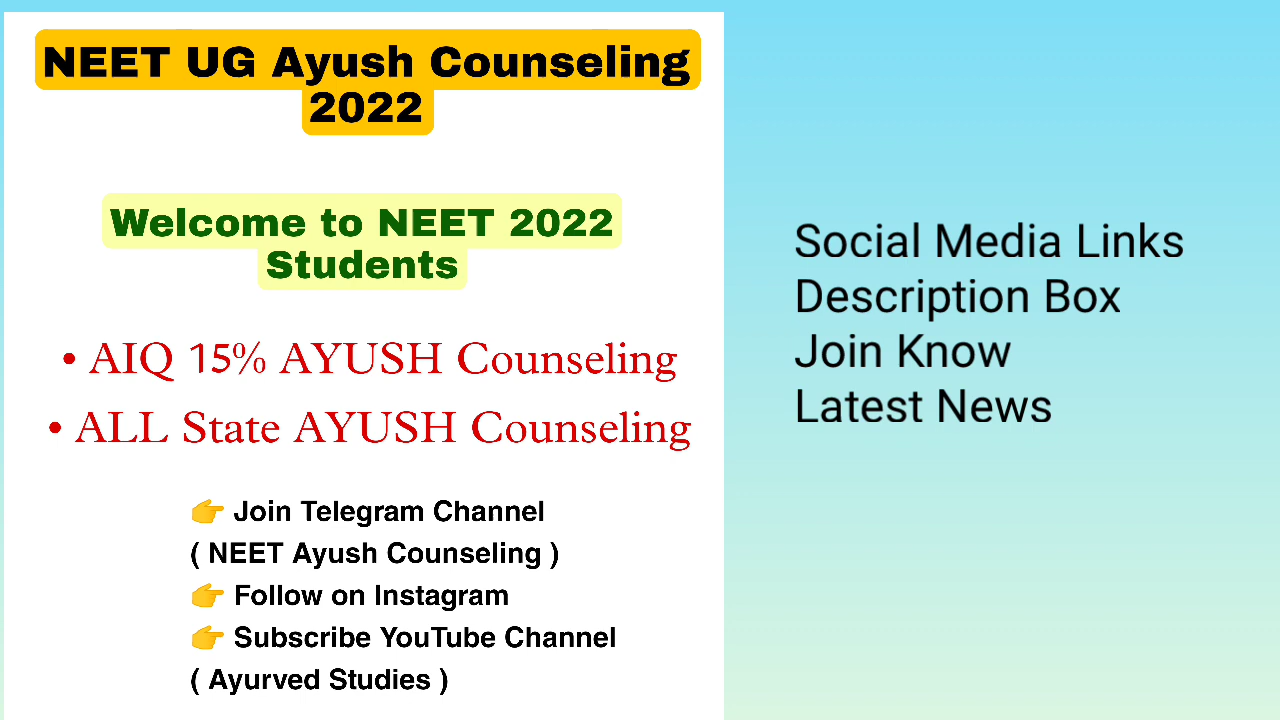 NEET UG Ayush Counseling
2022
Welcome to NEET 2022
Students
• AIQ 15% AYUSH Counseling
• ALL State AYUSH Counseling
👉 Join Telegram Channel
( NEET Ayush Counseling )
👉 Follow on Instagram
👉 Subscribe YouTube Channel
( Ayurved Studies )
Social Media Links
Description Box
Join Know
Latest News